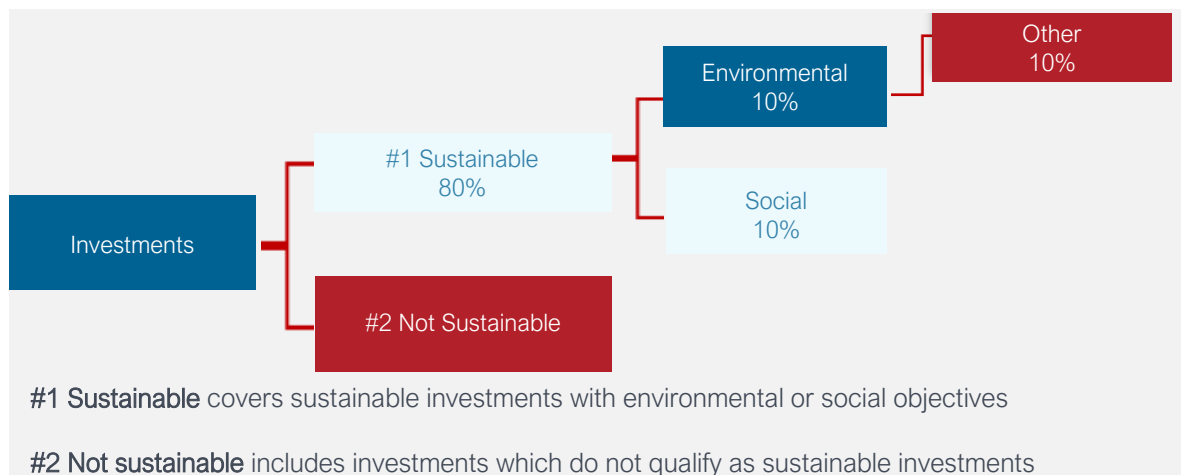 Other
10%
Environmental
10%
#1 Sustainable
80%
Social
10%
Investments
#2 Not Sustainable
#1 Sustainable covers sustainable investments with environmental or social objectives
#2 Not sustainable includes investments which do not qualify as sustainable investments